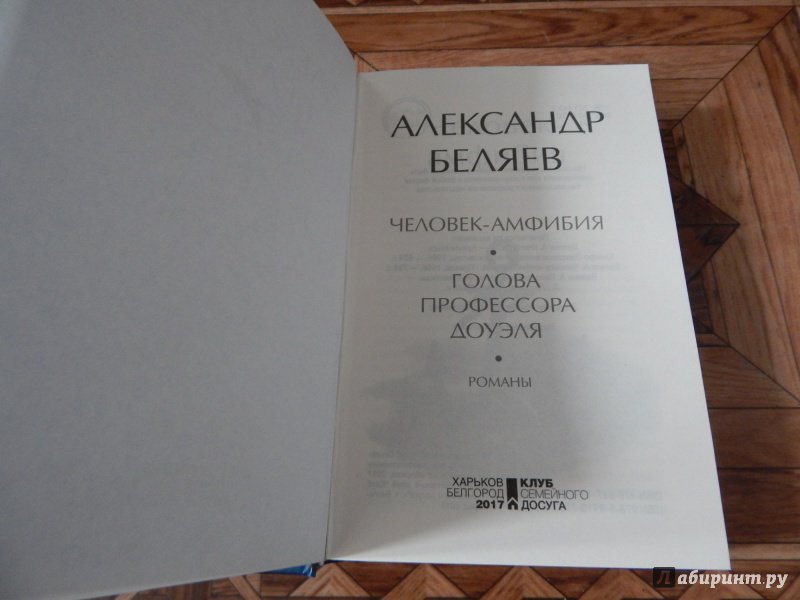 АЛЕКСАНДР
БЕЛЯЕВ
ЧЕЛОВЕК-АМФИБИЯ
•
ГОЛОВА
ПРОФЕССОРА
ДОУЭЛЯ
•
РОМАНЫ
ХАРЬКОВ
БЕЛГОРОД
2017
КЛУБ
СЕМЕЙНОГО
ДОСУГА
Лабиринт.ру